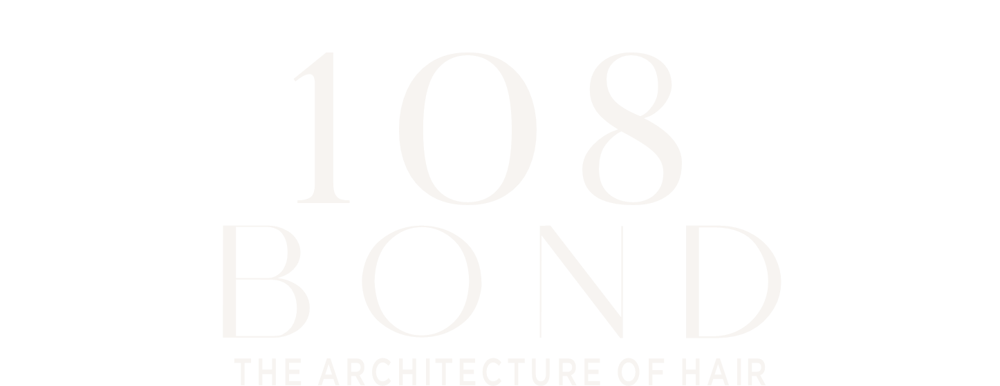 108
BOND
THE ARCHITECTURE OF HAIR